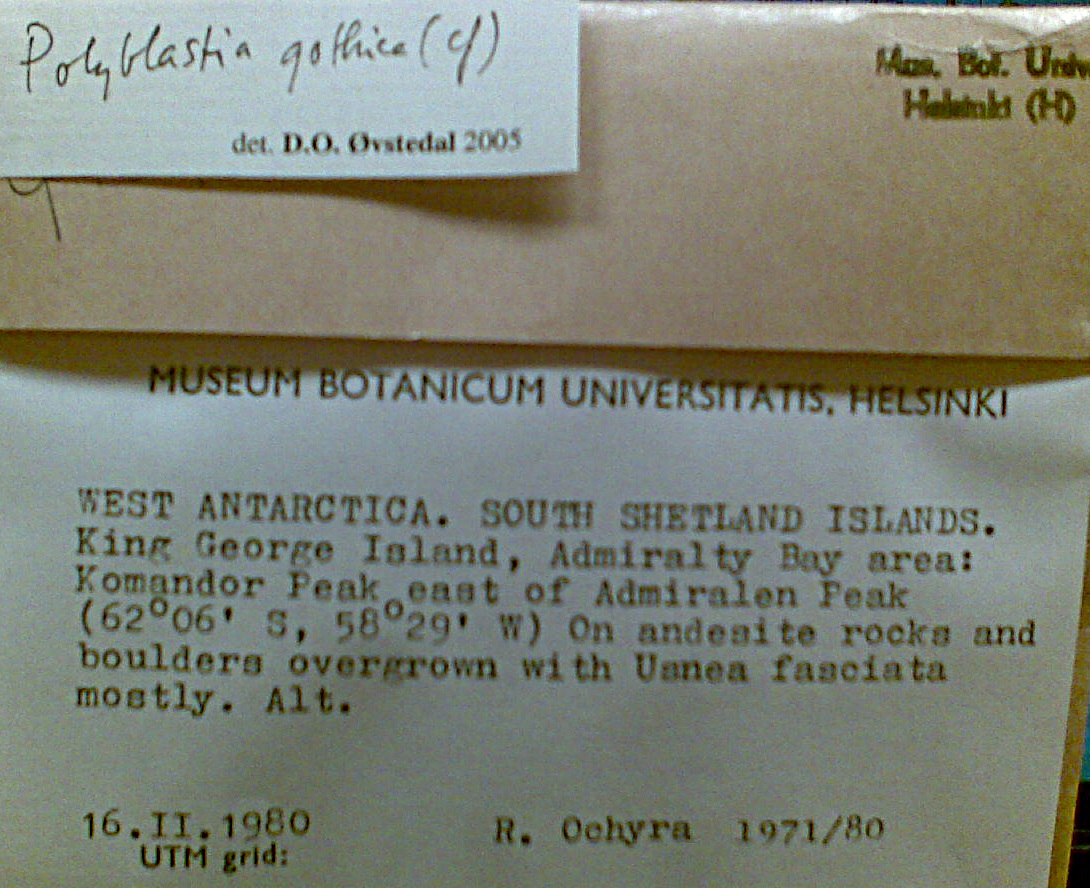 Polyblastia gothica (cf)
det. D.O. Øvstedal 2005
Mus. Bot. Univ.
Helsinki (H)
MUSEUM BOTANICUM UNIVERSITATIS, HELSINKI
WEST ANTARCTICA. SOUTH SHETLAND ISLANDS.
King George Island, Admiralty Bay area:
Komandor Peak east of Admiralen Peak
(62°06' S, 58°29' W) On andesite rocks and
boulders overgrown with Usnea fasciata
mostly. Alt.
16.II.1980
R. Ochyra 1971/80
UTM grid: